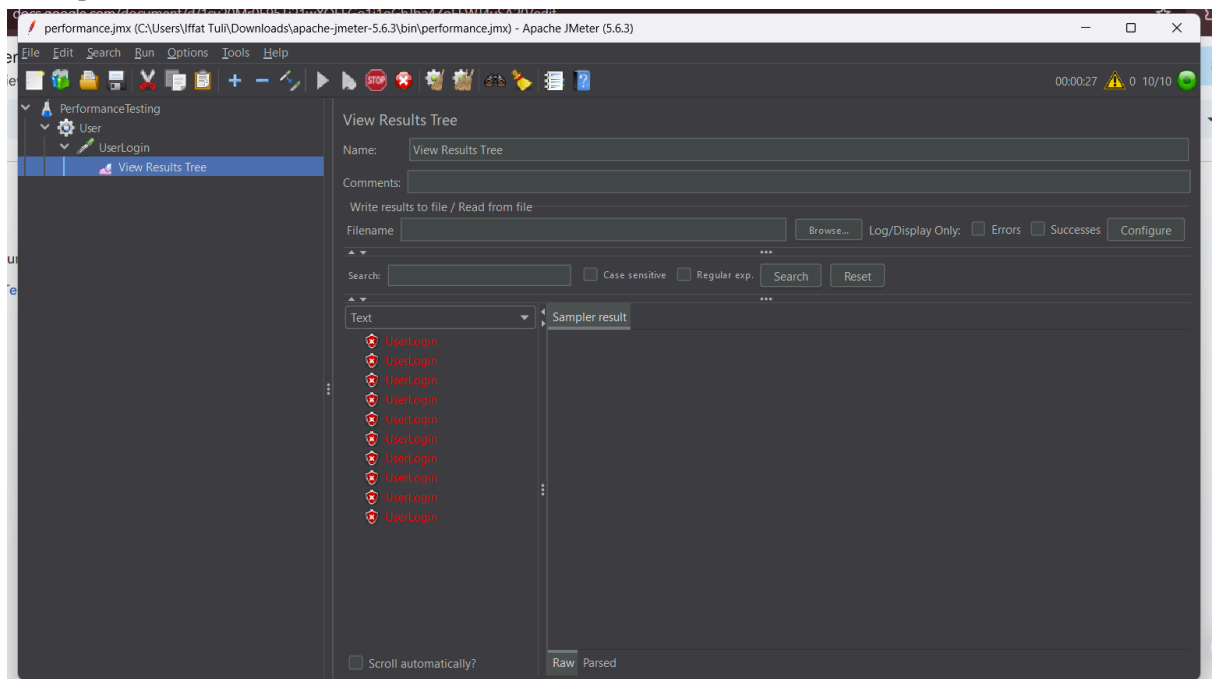 performance.jmx (C:\Users\Iffat Tuli\Downloads\apache-jmeter-5.6.3\bin\performance.jmx) - Apache JMeter (5.6.3)
File Edit Search Run Options Tools Help
STOP
00:00:27 0 10/10
PerformanceTesting
User
UserLogin
View Results Tree
View Results Tree
Name: View Results Tree
Comments:
Write results to file / Read from file
Filename Browse... Log/Display Only: Errors Successes Configure
Search: Case sensitive Regular exp. Search Reset
Text Sampler result
UserLogin
UserLogin
UserLogin
UserLogin
UserLogin
UserLogin
UserLogin
UserLogin
UserLogin
UserLogin
Scroll automatically? Raw Parsed